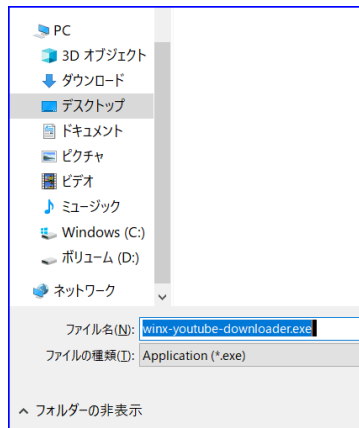 PC
3D オブジェクト
ダウンロード
デスクトップ
ドキュメント
ピクチャ
ビデオ
ミュージック
Windows (C:)
ボリューム (D:)
ネットワーク
ファイル名(N): winx-youtube-downloader.exe
ファイルの種類(T): Application (*.exe)
フォルダーの非表示